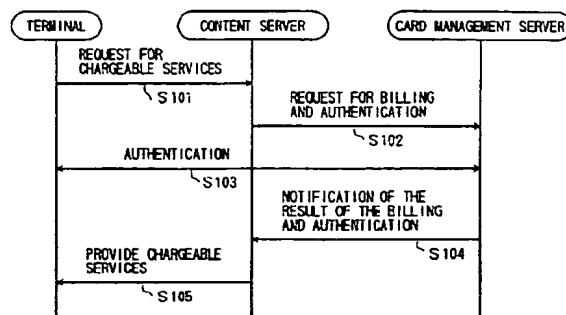 TERMINAL
CONTENT SERVER
CARD MANAGEMENT SERVER
REQUEST FOR
CHARGEABLE SERVICES
S101
REQUEST FOR BILLING
AND AUTHENTICATION
S102
AUTHENTICATION
S103
NOTIFICATION OF THE
RESULT OF THE BILLING
AND AUTHENTICATION
S104
PROVIDE CHARGEABLE
SERVICES
S105